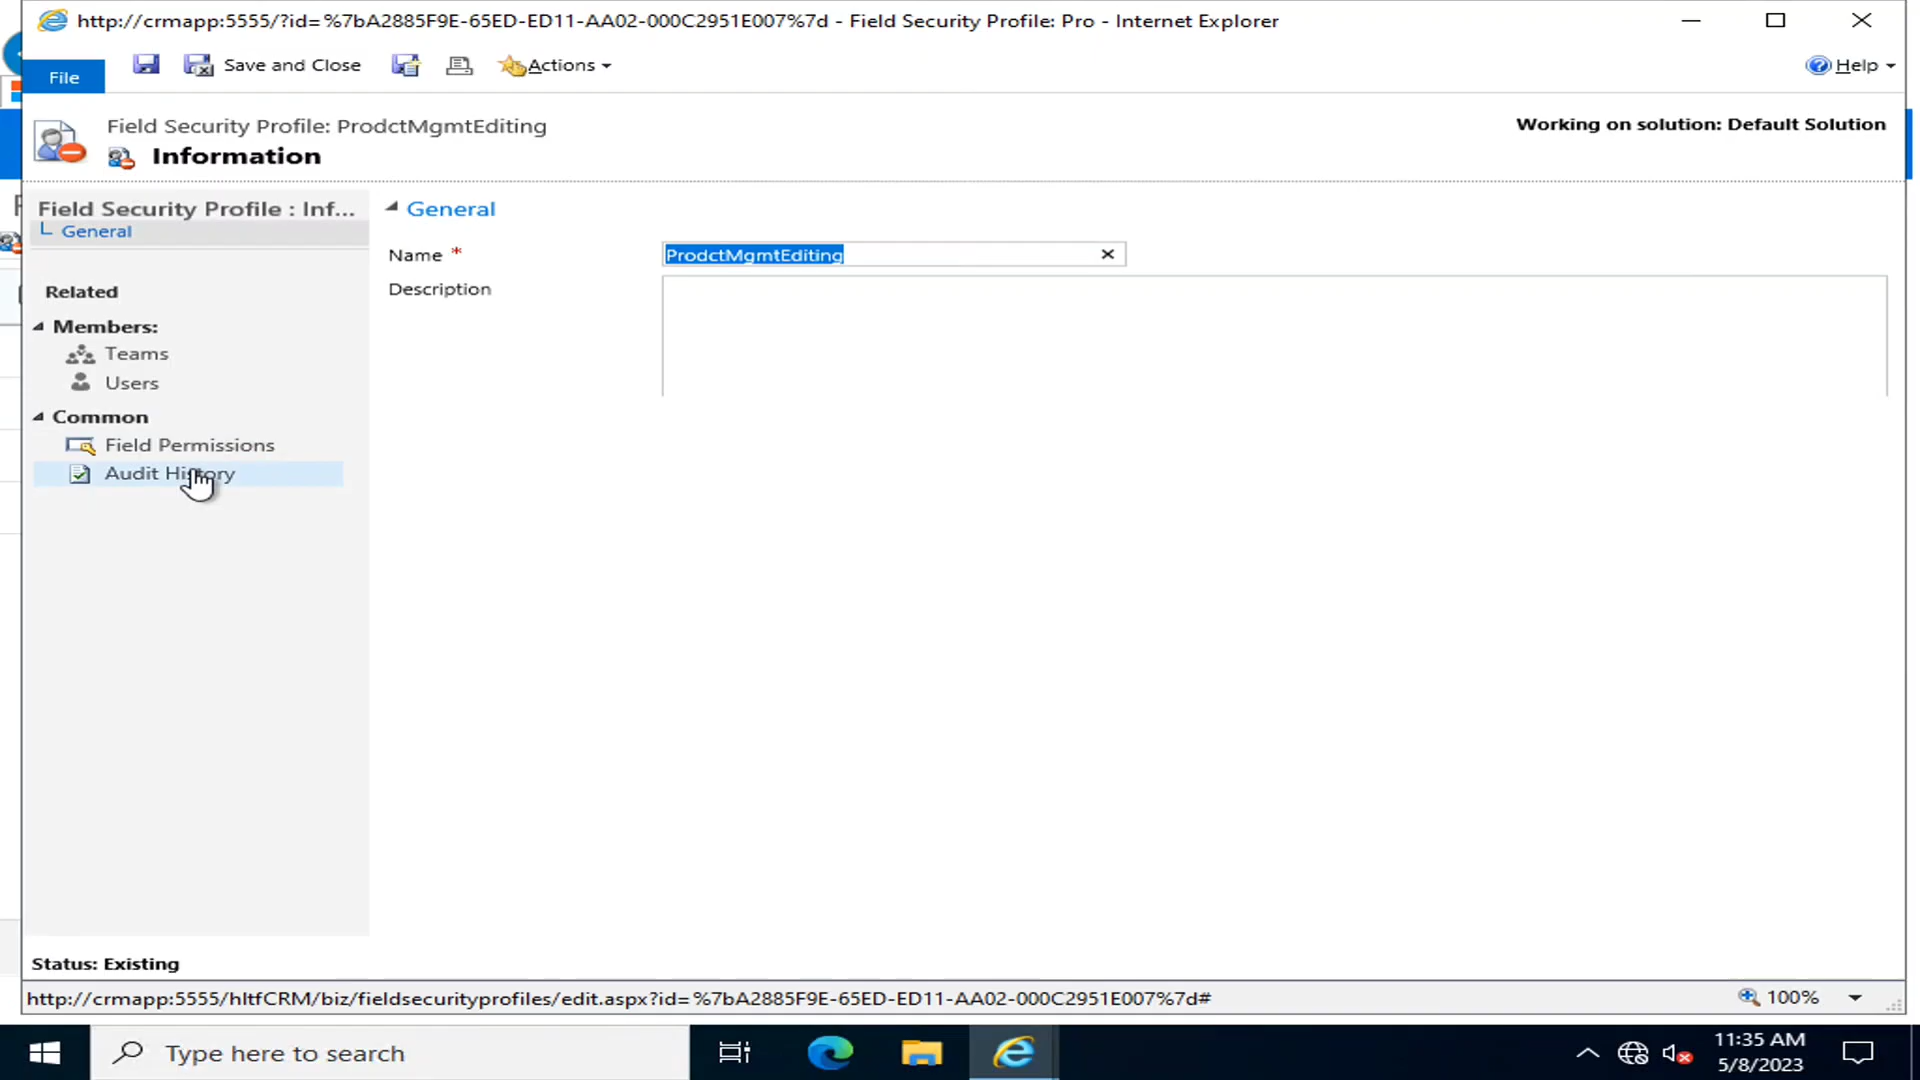 http://crmapp:5555/?id=%7bA2885F9E-65ED-ED11-AA02-000C2951E007%7d - Field Security Profile: Pro - Internet Explorer
File
Save and Close
Actions
Help
Field Security Profile: ProdctMgmtEditing
Information
Working on solution: Default Solution
Field Security Profile : Inf...
General
Related
Members:
Teams
Users
Common
Field Permissions
Audit History
General
Name *
ProdctMgmtEditing
Description
Status: Existing
http://crmapp:5555/hltfCRM/biz/fieldsecurityprofiles/edit.aspx?id=%7bA2885F9E-65ED-ED11-AA02-000C2951E007%7d#
100%
Type here to search
11:35 AM
5/8/2023